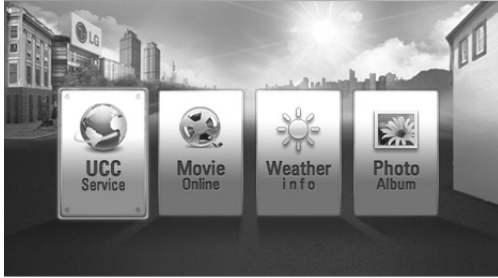 LG
UCC
Service
Movie
Online
Weather
info
Photo
Album